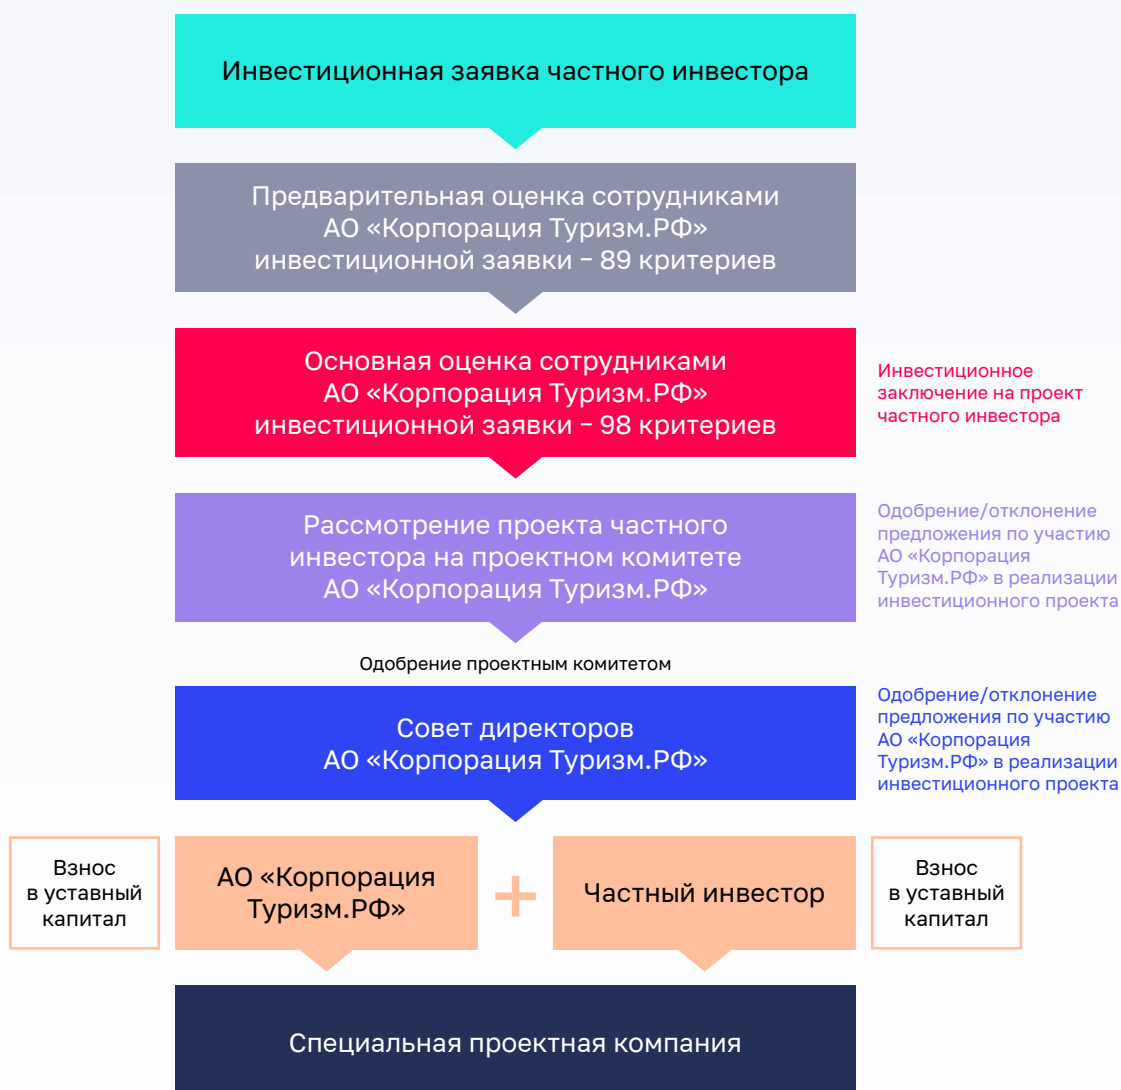 Инвестиционная заявка частного инвестора
Предварительная оценка сотрудниками
АО «Корпорация Туризм.РФ»
инвестиционной заявки – 89 критериев
Основная оценка сотрудниками
АО «Корпорация Туризм.РФ»
инвестиционной заявки – 98 критериев
Инвестиционное
заключение на проект
частного инвестора
Рассмотрение проекта частного
инвестора на проектном комитете
АО «Корпорация Туризм.РФ»
Одобрение/отклонение
предложения по участию
АО «Корпорация
Туризм.РФ» в реализации
инвестиционного проекта
Одобрение проектным комитетом
Совет директоров
АО «Корпорация Туризм.РФ»
Одобрение/отклонение
предложения по участию
АО «Корпорация
Туризм.РФ» в реализации
инвестиционного проекта
Взнос
в уставный
капитал
АО «Корпорация
Туризм.РФ»
+
Частный инвестор
Взнос
в уставный
капитал
Специальная проектная компания